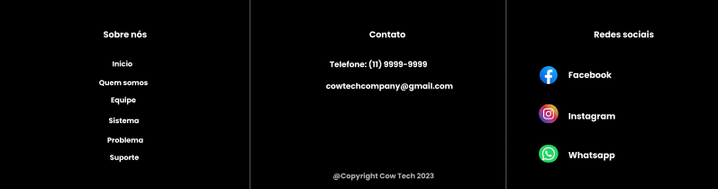 Sobre nós
Inicio
Quem somos
Equipe
Sistema
Problema
Suporte
Contato
Telefone: (11) 9999-9999
cowtechcompany@gmail.com
@Copyright Cow Tech 2023
Redes sociais
Facebook
Instagram
Whatsapp